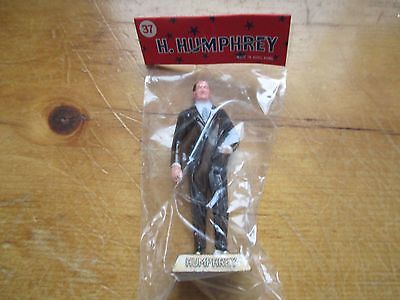 37
H. HUMPHREY
MADE IN HONG KONG
HUMPHREY